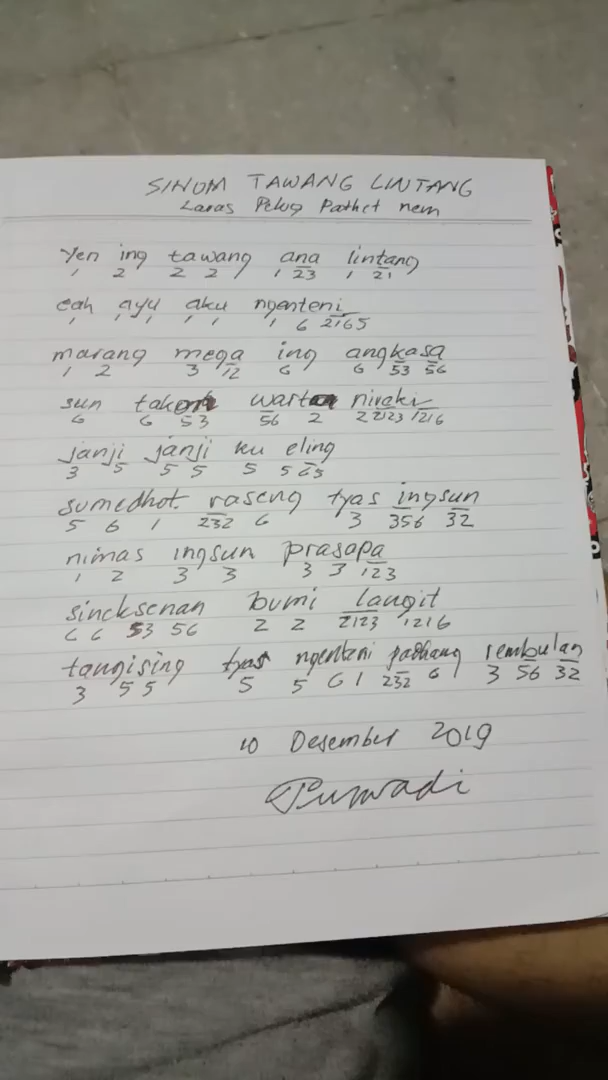 SINOM TAWANG LINTANG
Laras Pelog Pathet nem
Yen ing tawang ana lintang
1 2 2 2 1 23 1 21
cah ayu aku ngenteni
1 1 1 1 1 1 6 2165
marang mega ing angkasa
1 2 3 12 6 6 53 56
sun takon warta niraki
6 6 53 56 2 2 2123 1216
janji janji ku eling
3 5 5 5 5 5 65
sumedhot raseng tyas ingsun
5 6 1 232 6 3 356 32
nimas ingsun prasapa
1 2 3 3 3 3 123
sineksenan bumi langit
6 6 53 56 2 2 2123 1216
tangising tyas ngenteni padhang rembulan
3 5 5 5 5 6 1 232 6 1 3 56 32
10 Desember 2019
Purwadi